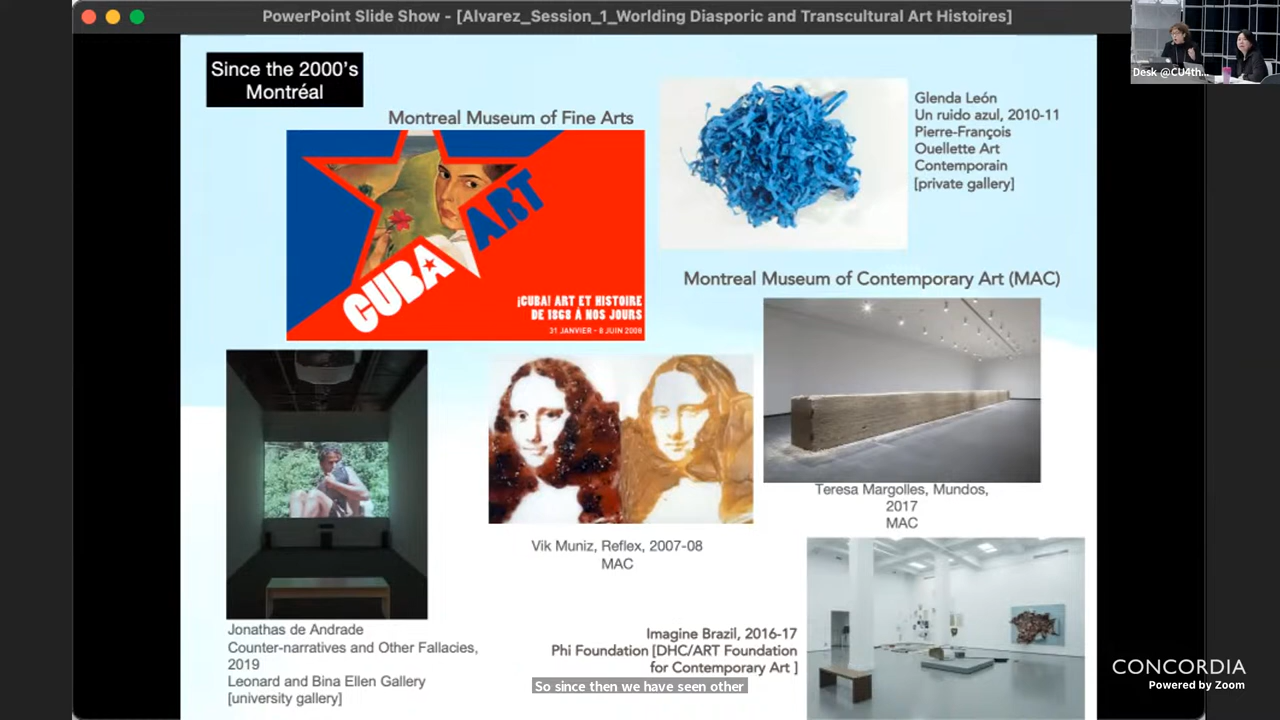 PowerPoint Slide Show - [Alvarez_Session_1_Worlding Diasporic and Transcultural Art Histoires]
Desk @CU4th...
Since the 2000's
Montréal
Montreal Museum of Fine Arts
CUBA
ART
¡CUBA! ART ET HISTOIRE
DE 1868 À NOS JOURS
31 JANVIER - 8 JUIN 2008
Glenda León
Un ruido azul, 2010-11
Pierre-François
Ouellette Art
Contemporain
[private gallery]
Montreal Museum of Contemporary Art (MAC)
Teresa Margolles, Mundos,
2017
MAC
Vik Muniz, Reflex, 2007-08
MAC
Jonathas de Andrade
Counter-narratives and Other Fallacies,
2019
Leonard and Bina Ellen Gallery
[university gallery]
Imagine Brazil, 2016-17
Phi Foundation [DHC/ART Foundation
for Contemporary Art ]
So since then we have seen other
CONCORDIA
Powered by Zoom